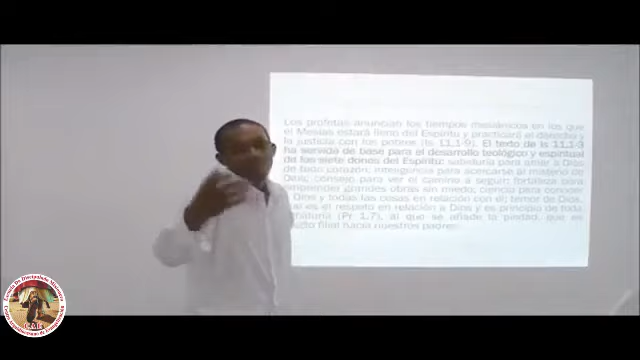 Los profetas anuncian los tiempos mesiánicos en los que
el Mesías estará lleno del Espíritu y practicará el derecho y
la justicia con los pobres (Is 11,1-9). El texto de Is 11,1-3
ha servido de base para el desarrollo teológico y espiritual
de los siete dones del Espíritu: sabiduría para amar a Dios
de todo corazón; inteligencia para acercarse al misterio de
Dios; consejo para ver el camino a seguir; fortaleza para
emprender grandes obras sin miedo; ciencia para conocer
Dios y todas las cosas en relación con el; temor de Dios,
es el respeto en relación a Dios y es principio de toda
sabiduría (Pr 1,7), al que se añade la piedad, que es
filial hacia nuestros padres.
Escuela De Discipulado Misionero